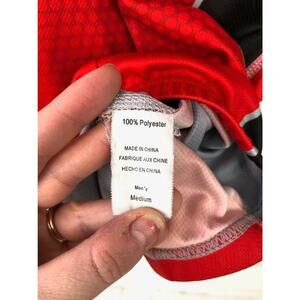 100% Polyester
MADE IN CHINA
FABRIQUE AUX CHINE
HECHO EN CHINA
Men's
Medium